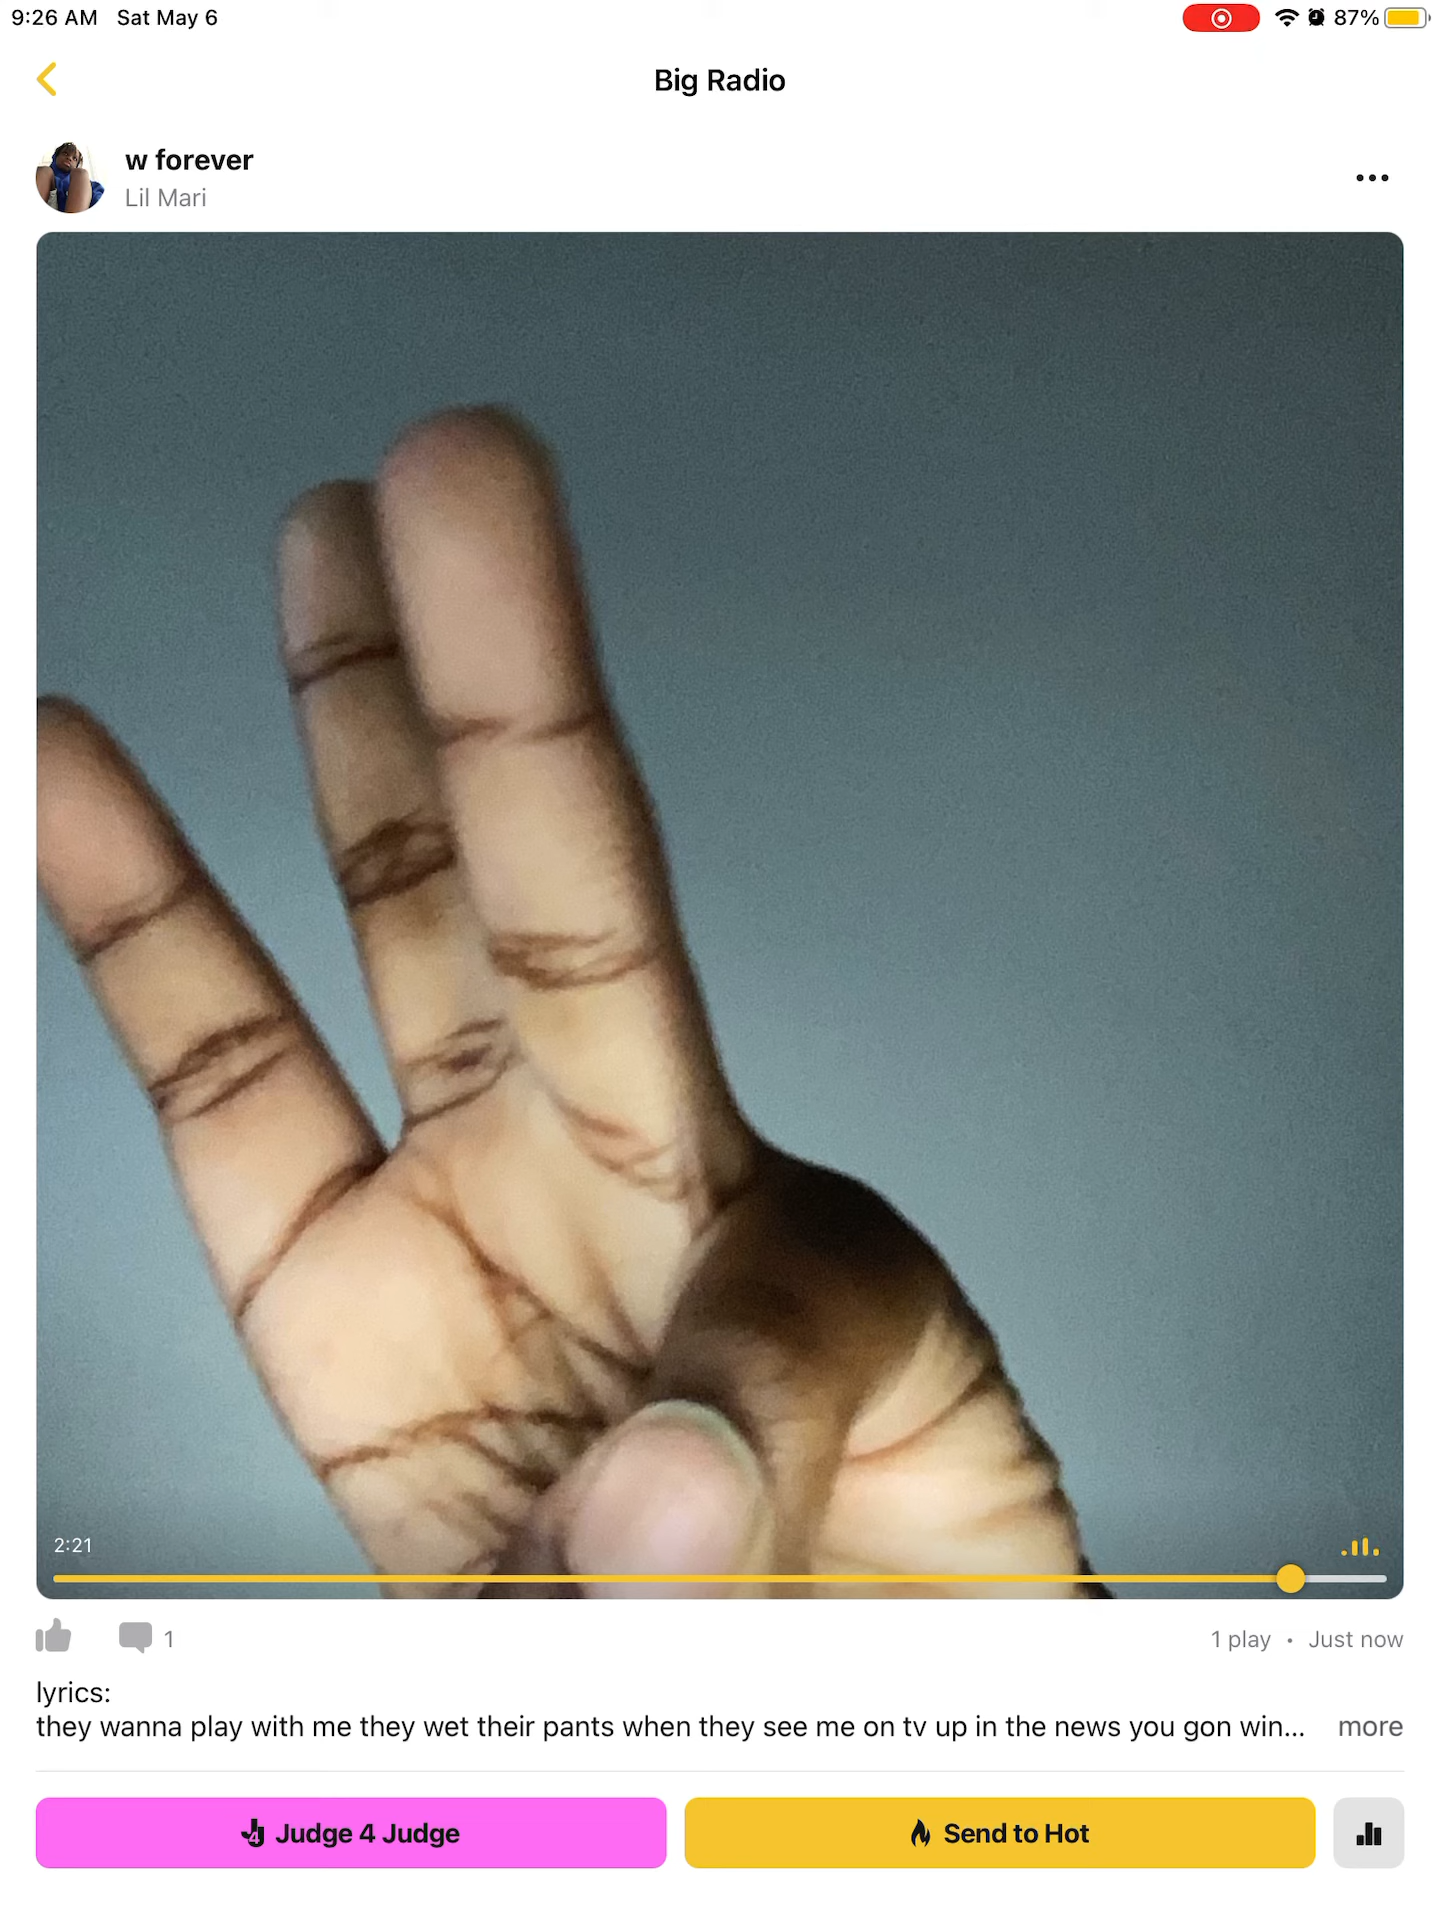 9:26 AM Sat May 6
87%
Big Radio
w forever
Lil Mari
2:21
1
1 play • Just now
lyrics:
they wanna play with me they wet their pants when they see me on tv up in the news you gon win... more
4 Judge 4 Judge
Send to Hot